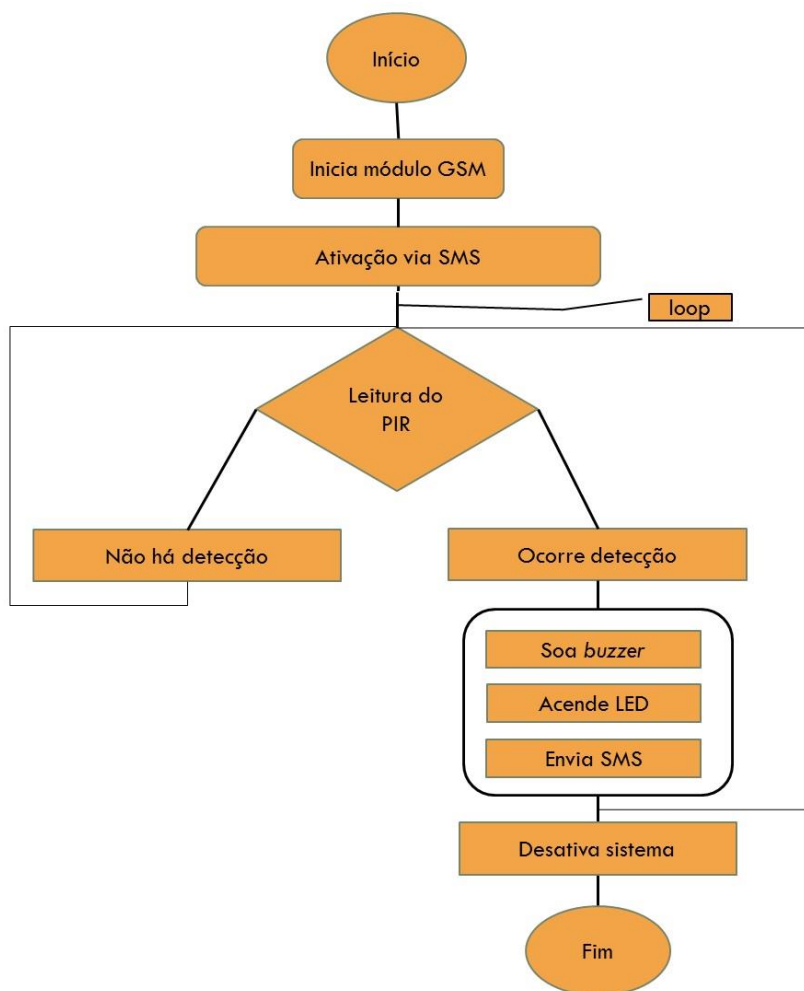 Início
Inicia módulo GSM
Ativação via SMS
loop
Leitura do
PIR
Não há detecção
Ocorre detecção
Soa buzzer
Acende LED
Envia SMS
Desativa sistema
Fim